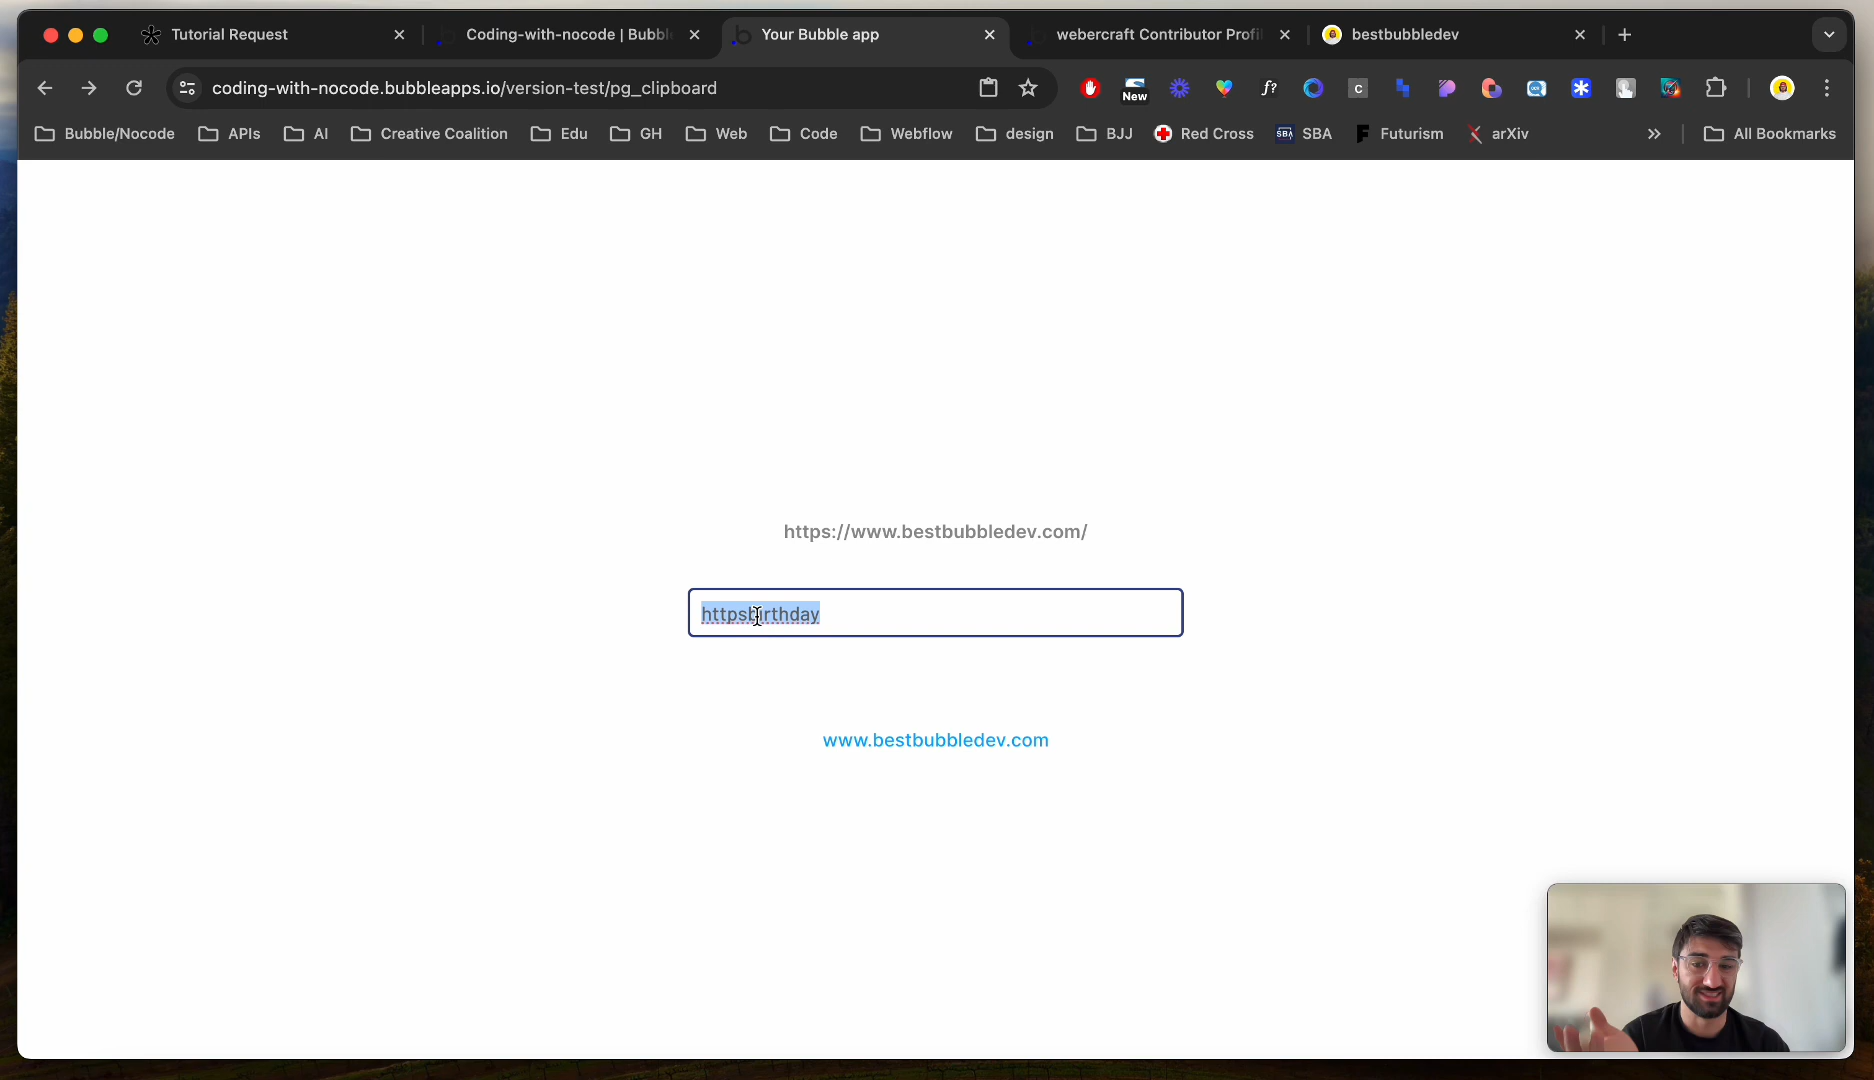 Tutorial Request
Coding-with-nocode | Bubbl
Your Bubble app
webercraft Contributor Profil
bestbubbledev
coding-with-nocode.bubbleapps.io/version-test/pg_clipboard
New
f?
C
Bubble/Nocode
APIs
AI
Creative Coalition
Edu
GH
Web
Code
Webflow
design
BJJ
Red Cross
SBA SBA
Futurism
arXiv
All Bookmarks
https://www.bestbubbledev.com/
httpsbirthday
www.bestbubbledev.com